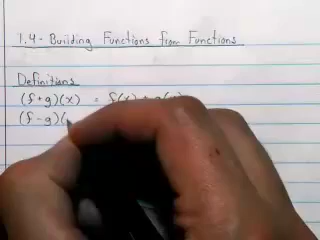 1.4 - Building Functions from Functions
Definitions
(f+g)(x) = f(x) + g(x)
(f-g)(